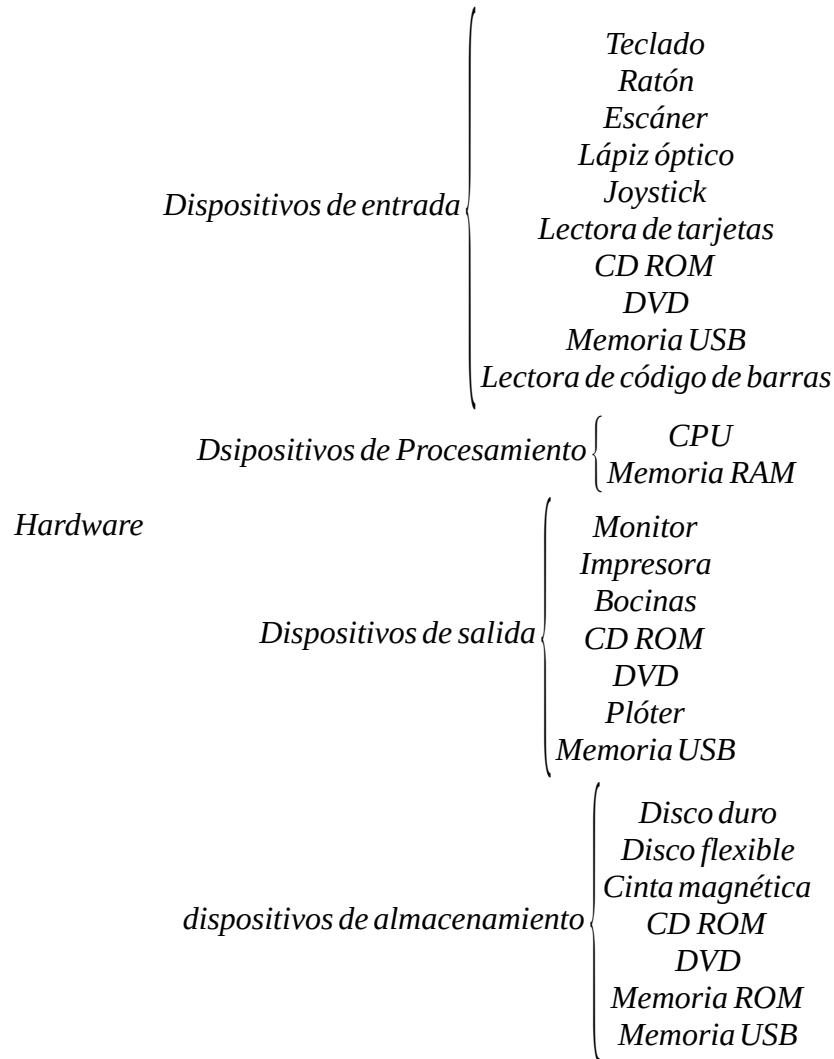 Hardware
Dispositivos de entrada
Teclado
Ratón
Escáner
Lápiz óptico
Joystick
Lectora de tarjetas
CD ROM
DVD
Memoria USB
Lectora de código de barras
Dsipositivos de Procesamiento
CPU
Memoria RAM
Dispositivos de salida
Monitor
Impresora
Bocinas
CD ROM
DVD
Plóter
Memoria USB
dispositivos de almacenamiento
Disco duro
Disco flexible
Cinta magnética
CD ROM
DVD
Memoria ROM
Memoria USB